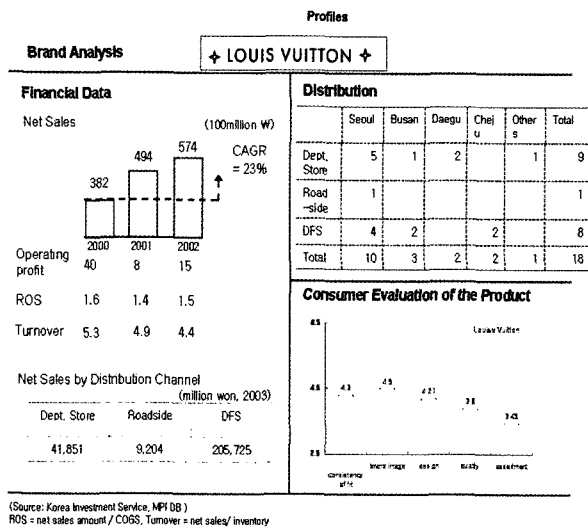 Profiles
Brand Analysis
LOUIS VUITTON
Financial Data
Net Sales
(100million ₩)
382 494 574
CAGR
= 23%
2000 2001 2002
Operating profit 40 8 15
ROS 1.6 1.4 1.5
Turnover 5.3 4.9 4.4
Net Sales by Distribution Channel
(million won, 2003)
Dept. Store Roadside DFS
41,851 9,204 205,725
Distribution
Seoul Busan Daegu Cheju Others Total
Dept. Store 5 1 2 1 9
Road-side 1 1
DFS 4 2 2 8
Total 10 3 2 2 1 18
Consumer Evaluation of the Product
Louis Vuitton
4.5
2.5
consistency of fit
brand image
design
quality
(Source: Korea Investment Service, MPI DB )
ROS = net sales amount / COGS, Turnover = net sales/ inventory